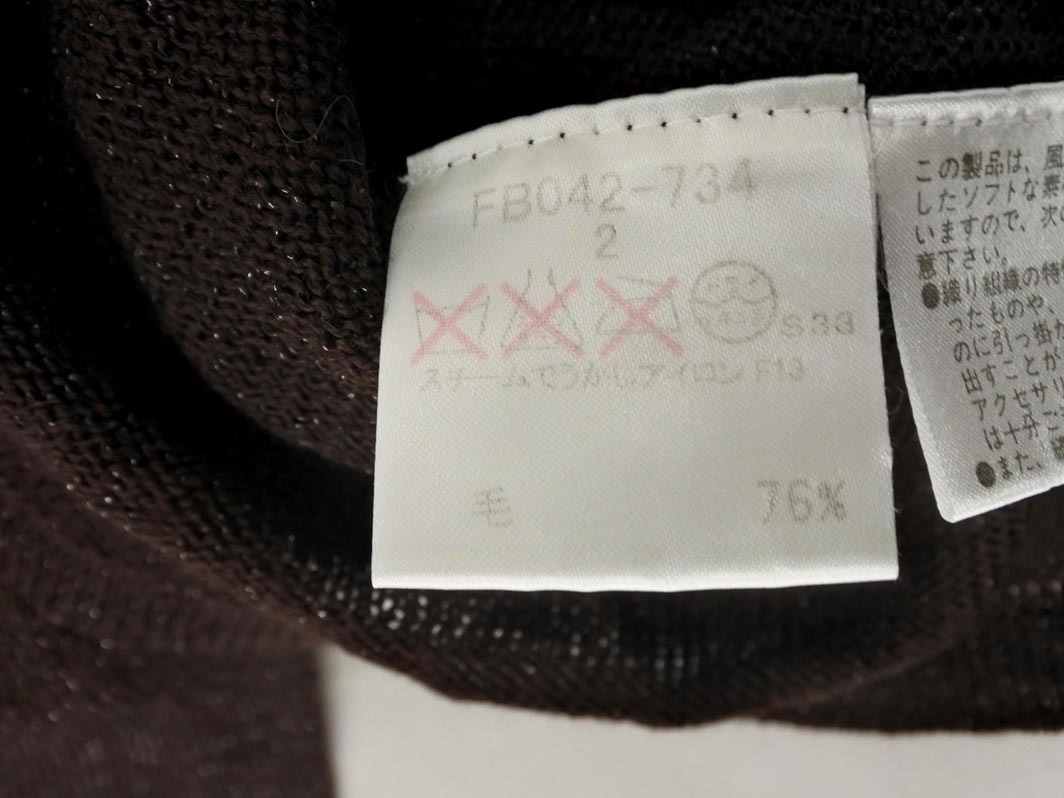 FB042-734
2
S33
スチームでうかしアイロン F13
毛 76%
この製品は、風
したソフトな素
いますので、次
意下さい。
●織り組織の特
ったものや、
のに引っ掛
出すことが
アクセサリ
は十分ご
●また、